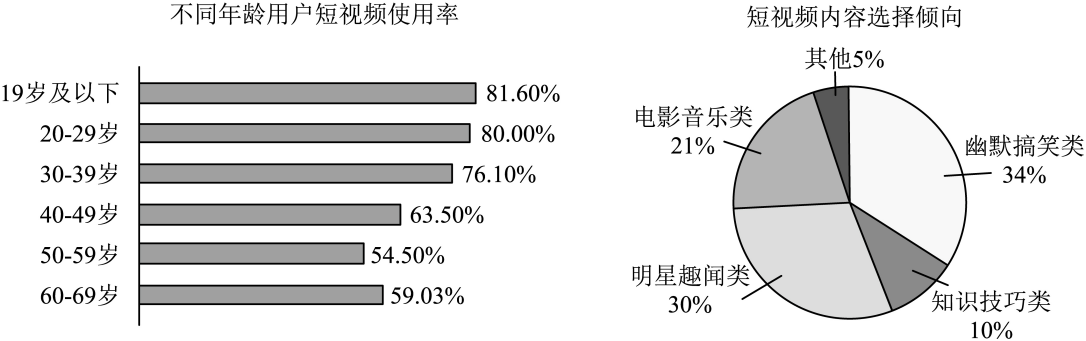 不同年龄用户短视频使用率
19岁及以下
81.60%
20-29岁
80.00%
30-39岁
76.10%
40-49岁
63.50%
50-59岁
54.50%
60-69岁
59.03%
短视频内容选择倾向
其他5%
电影音乐类
21%
幽默搞笑类
34%
明星趣闻类
30%
知识技巧类
10%